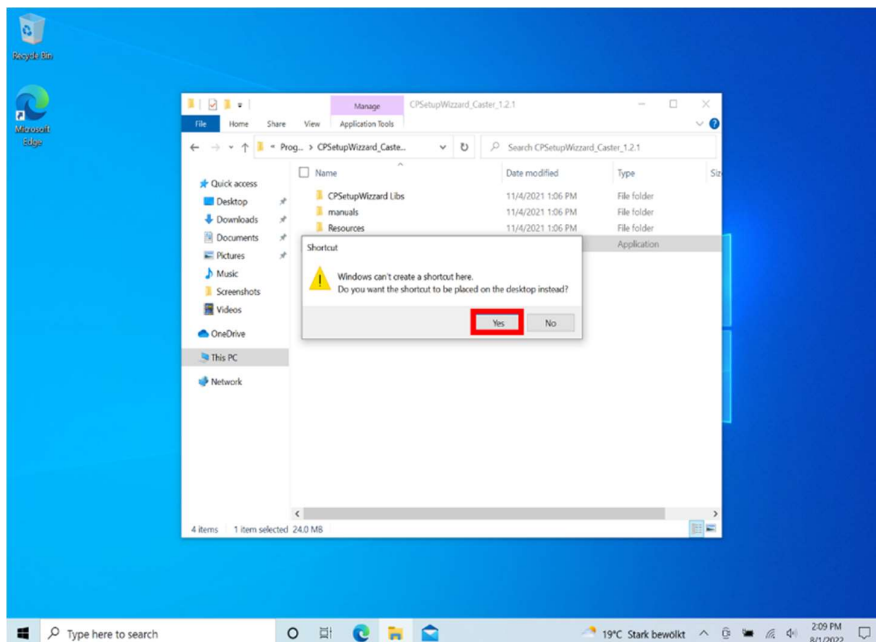 Recycle Bin
Microsoft
Edge
Manage
CPSetupWizzard_Caster_1.2.1
File Home Share View Application Tools
Prog... > CPSetupWizzard_Caste...
Search CPSetupWizzard_Caster_1.2.1
Name Date modified Type Siz
Quick access
Desktop
Downloads
Documents
Pictures
Music
Screenshots
Videos
OneDrive
This PC
Network
CPSetupWizzard Libs 11/4/2021 1:06 PM File folder
manuals 11/4/2021 1:06 PM File folder
Resources 11/4/2021 1:06 PM File folder
Application
Shortcut
Windows can't create a shortcut here.
Do you want the shortcut to be placed on the desktop instead?
Yes No
4 items 1 item selected 24.0 MB
Type here to search
19°C Stark bewölkt
2:09 PM
8/1/2022